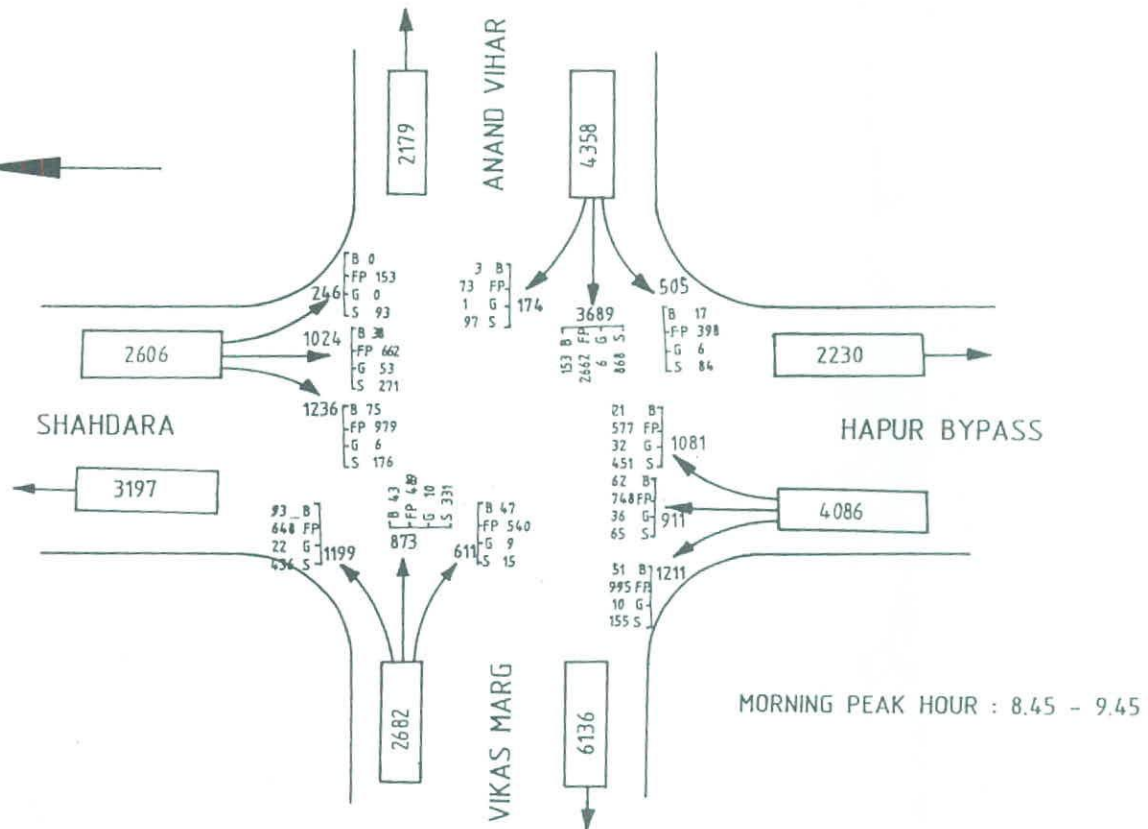 ANAND VIHAR
2179
4358
B 0
FP 153
G 0
S 93
246
3 B
73 FP
1 G
97 S
174
3689
153 B
2662 FP
6 G
868 S
505
B 17
FP 398
G 6
S 84
2606
1024
B 38
FP 662
G 53
S 271
1236
B 75
FP 979
G 6
S 176
2230
SHAHDARA
HAPUR BYPASS
21 B
577 FP
32 G
451 S
1081
3197
62 B
748 FP
36 G
65 S
911
4086
93 B
648 FP
22 G
436 S
1199
B 43
FP 489
G 10
S 331
873
B 47
FP 540
G 9
S 15
611
51 B
995 FP
10 G
155 S
1211
2682
VIKAS MARG
6136
MORNING PEAK HOUR : 8.45 - 9.45